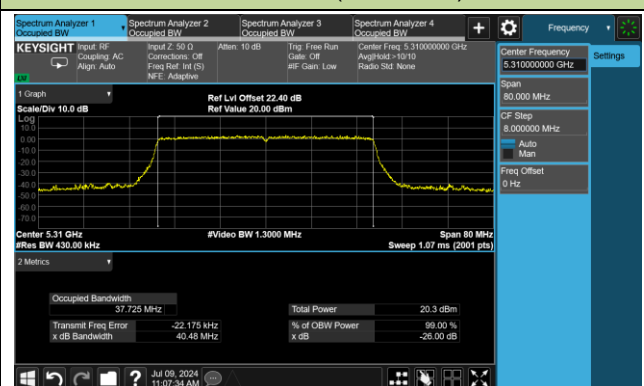 Spectrum Analyzer 1
Occupied BW
Spectrum Analyzer 2
Occupied BW
Spectrum Analyzer 3
Occupied BW
Spectrum Analyzer 4
Occupied BW
+
Frequency
KEYSIGHT
Input: RF
Coupling: AC
Align: Auto
Input Z: 50 Ω
Corrections: Off
Freq Ref: Int (S)
NFE: Adaptive
Atten: 10 dB
Trig: Free Run
Gate: Off
#IF Gain: Low
Center Freq: 5.310000000 GHz
Avg|Hold:>10/10
Radio Std: None
Center Frequency
5.310000000 GHz
Settings
Span
80.000 MHz
CF Step
8.000000 MHz
Auto
Man
Freq Offset
0 Hz
1 Graph
Scale/Div 10.0 dB
Ref Lvl Offset 22.40 dB
Ref Value 20.00 dBm
Log
10.0
0.00
-10.0
-20.0
-30.0
-40.0
-50.0
-60.0
-70.0
Center 5.31 GHz
#Res BW 430.00 kHz
#Video BW 1.3000 MHz
Span 80 MHz
Sweep 1.07 ms (2001 pts)
2 Metrics
Occupied Bandwidth
37.725 MHz
Total Power 20.3 dBm
Transmit Freq Error -22.175 kHz
% of OBW Power 99.00 %
x dB Bandwidth 40.48 MHz
x dB -26.00 dB
?
Jul 09, 2024
11:07:34 AM